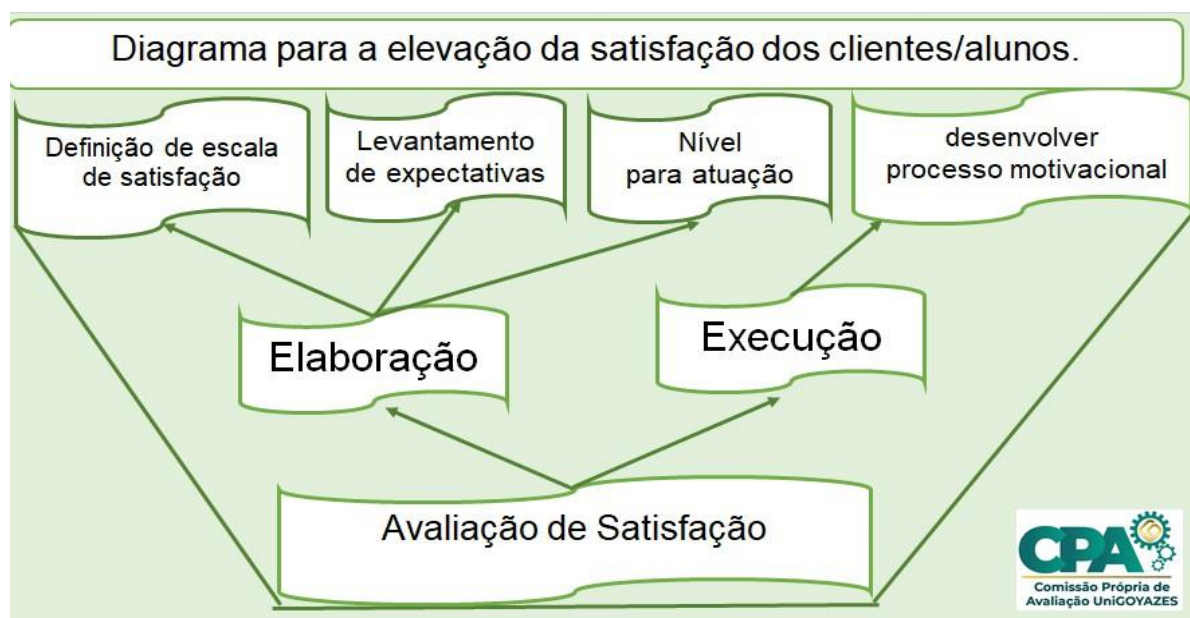 Diagrama para a elevação da satisfação dos clientes/alunos.
Definição de escala
de satisfação
Levantamento
de expectativas
Nível
para atuação
desenvolver
processo motivacional
Elaboração
Execução
Avaliação de Satisfação
CPA
Comissão Própria de
Avaliação UniGOYAZES